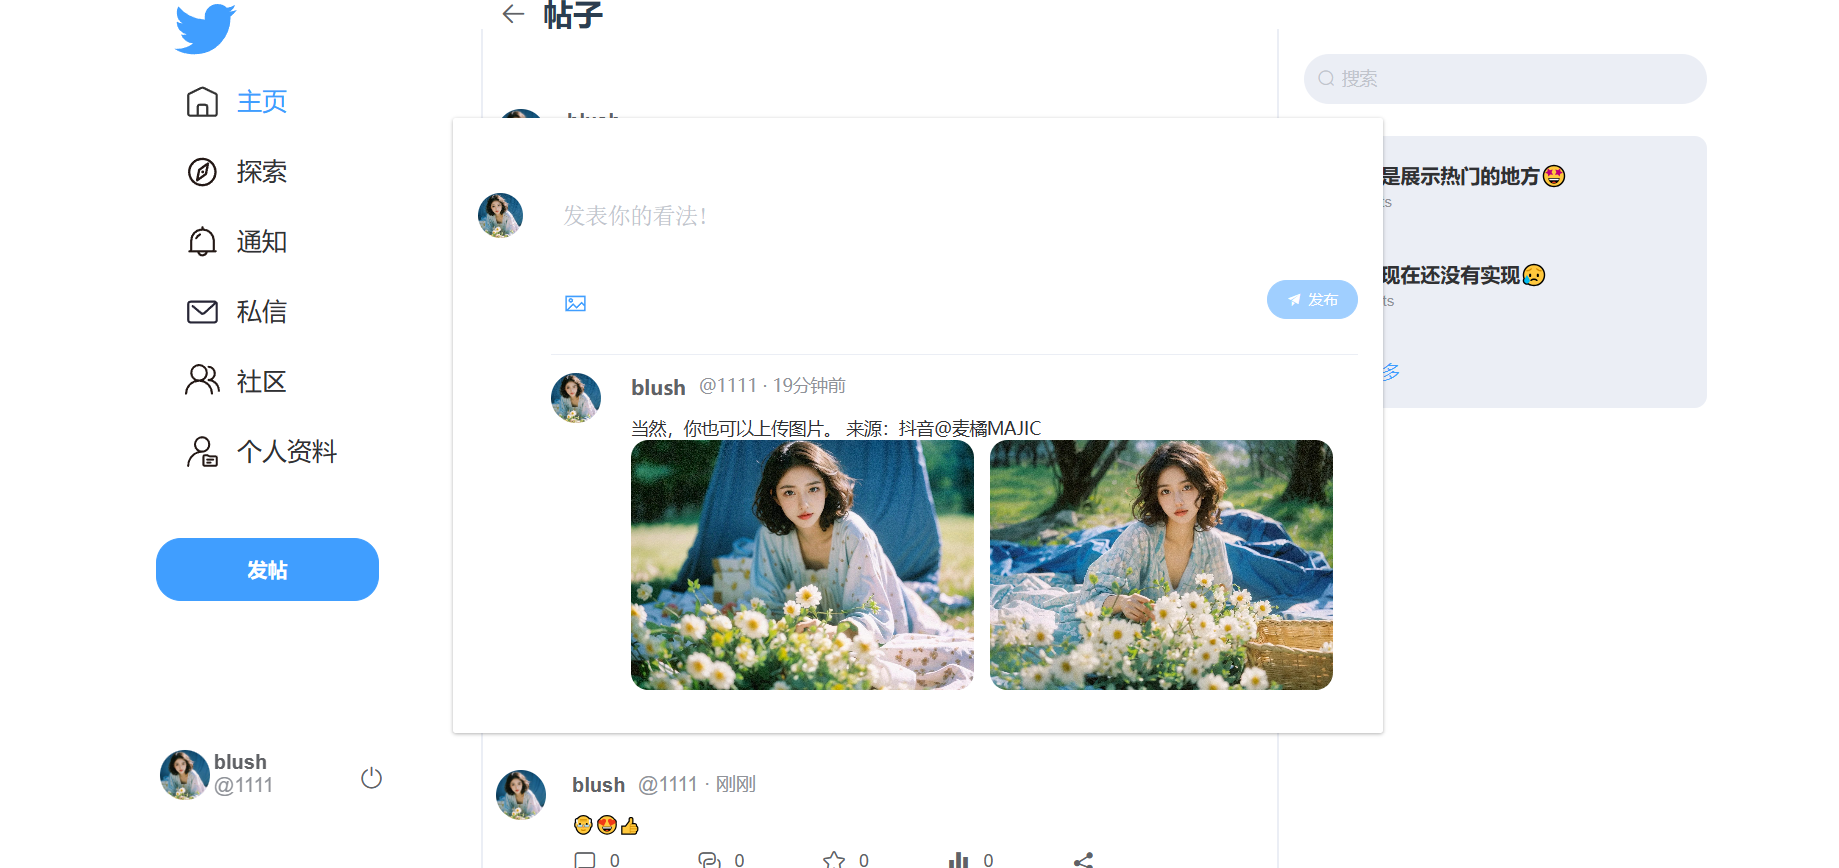 帖子
主页
探索
通知
私信
社区
个人资料
发帖
blush
@1111
blush
发表你的看法！
发布
blush @1111 · 19分钟前
当然，你也可以上传图片。 来源：抖音@麦橘MAJIC
blush @1111 · 刚刚
0 0 0 0
搜索
是展示热门的地方
ts
现在还没有实现
ts
多